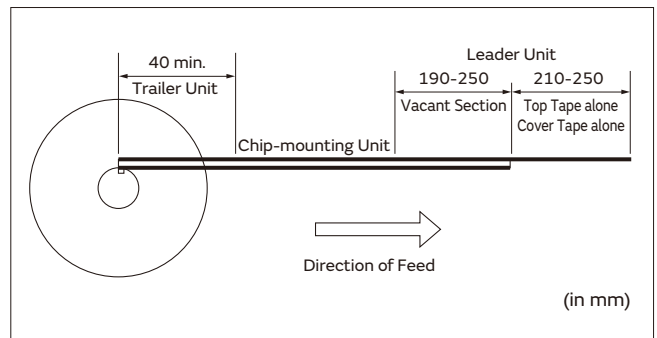 Leader Unit
40 min.
Trailer Unit
190-250
Vacant Section
210-250
Top Tape alone
Cover Tape alone
Chip-mounting Unit
Direction of Feed
(in mm)